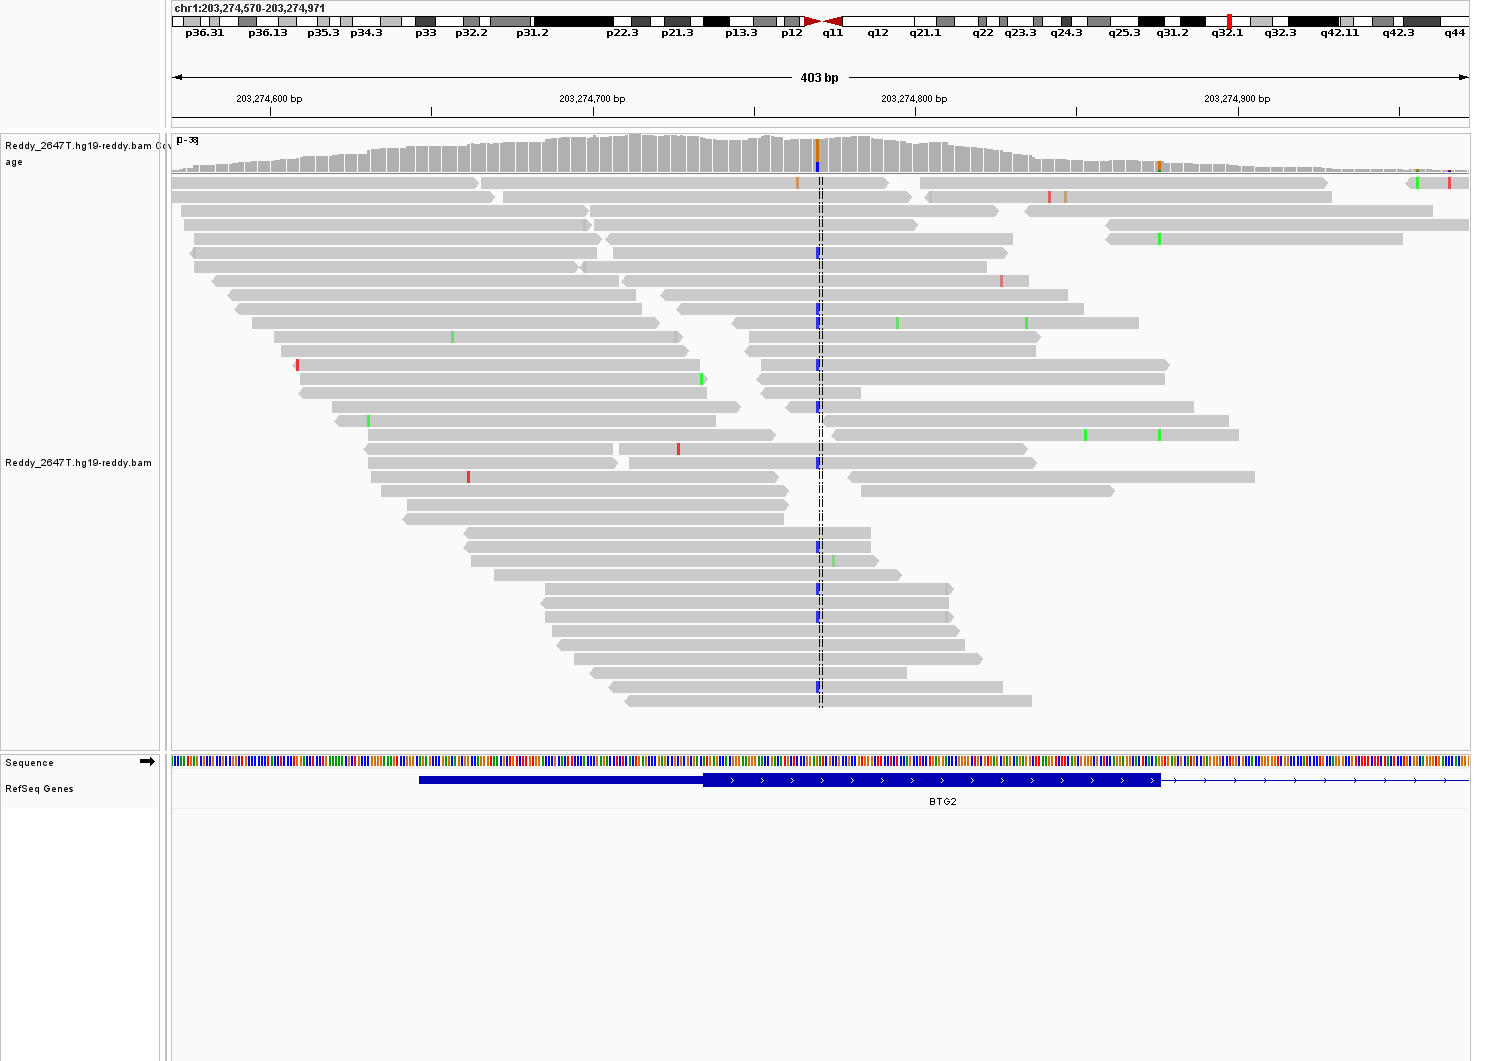 chr1:203,274,570-203,274,971
p36.31 p36.13 p35.3 p34.3 p33 p32.2 p31.2 p22.3 p21.3 p13.3 p12 q11 q12 q21.1 q22 q23.3 q24.3 q25.3 q31.2 q32.1 q32.3 q42.11 q42.3 q44
403 bp
203,274,600 bp 203,274,700 bp 203,274,800 bp 203,274,900 bp
[0-38]
Reddy_2647T.hg19-reddy.bam Cov
age
Reddy_2647T.hg19-reddy.bam
Sequence
RefSeq Genes
BTG2